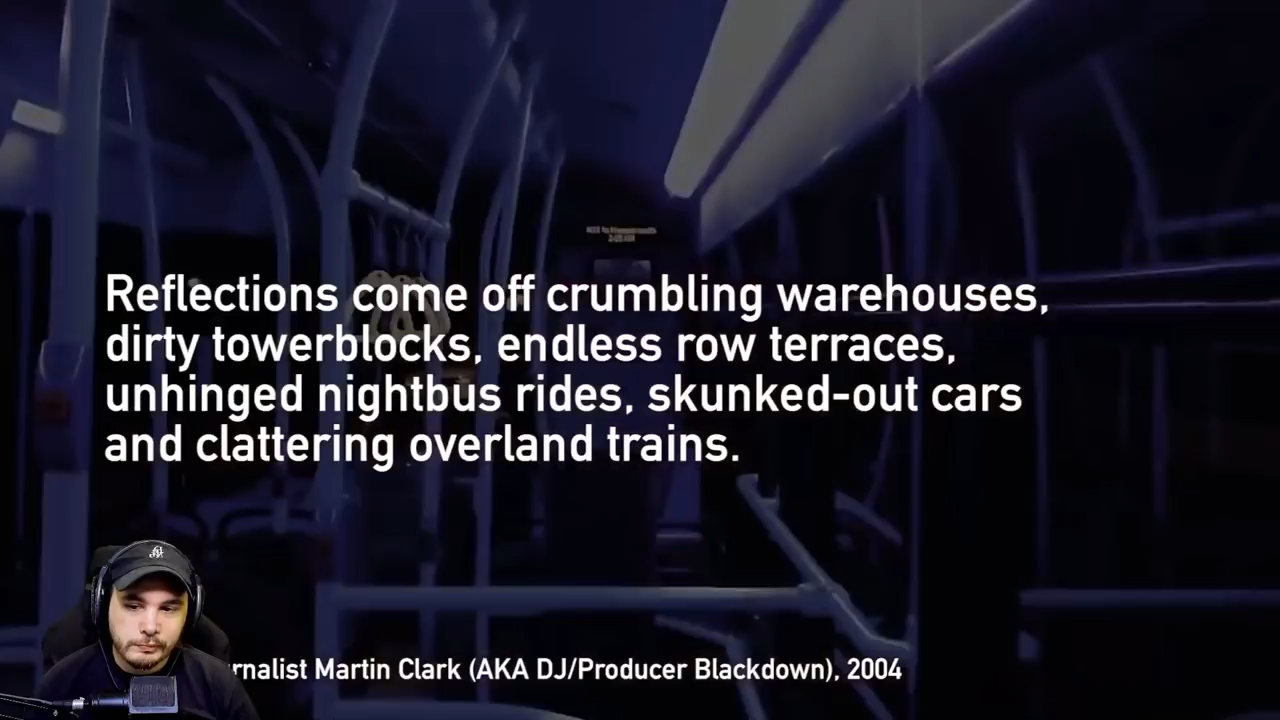 Reflections come off crumbling warehouses,
dirty towerblocks, endless row terraces,
unhinged nightbus rides, skunked-out cars
and clattering overland trains.
rnalist Martin Clark (AKA DJ/Producer Blackdown), 2004